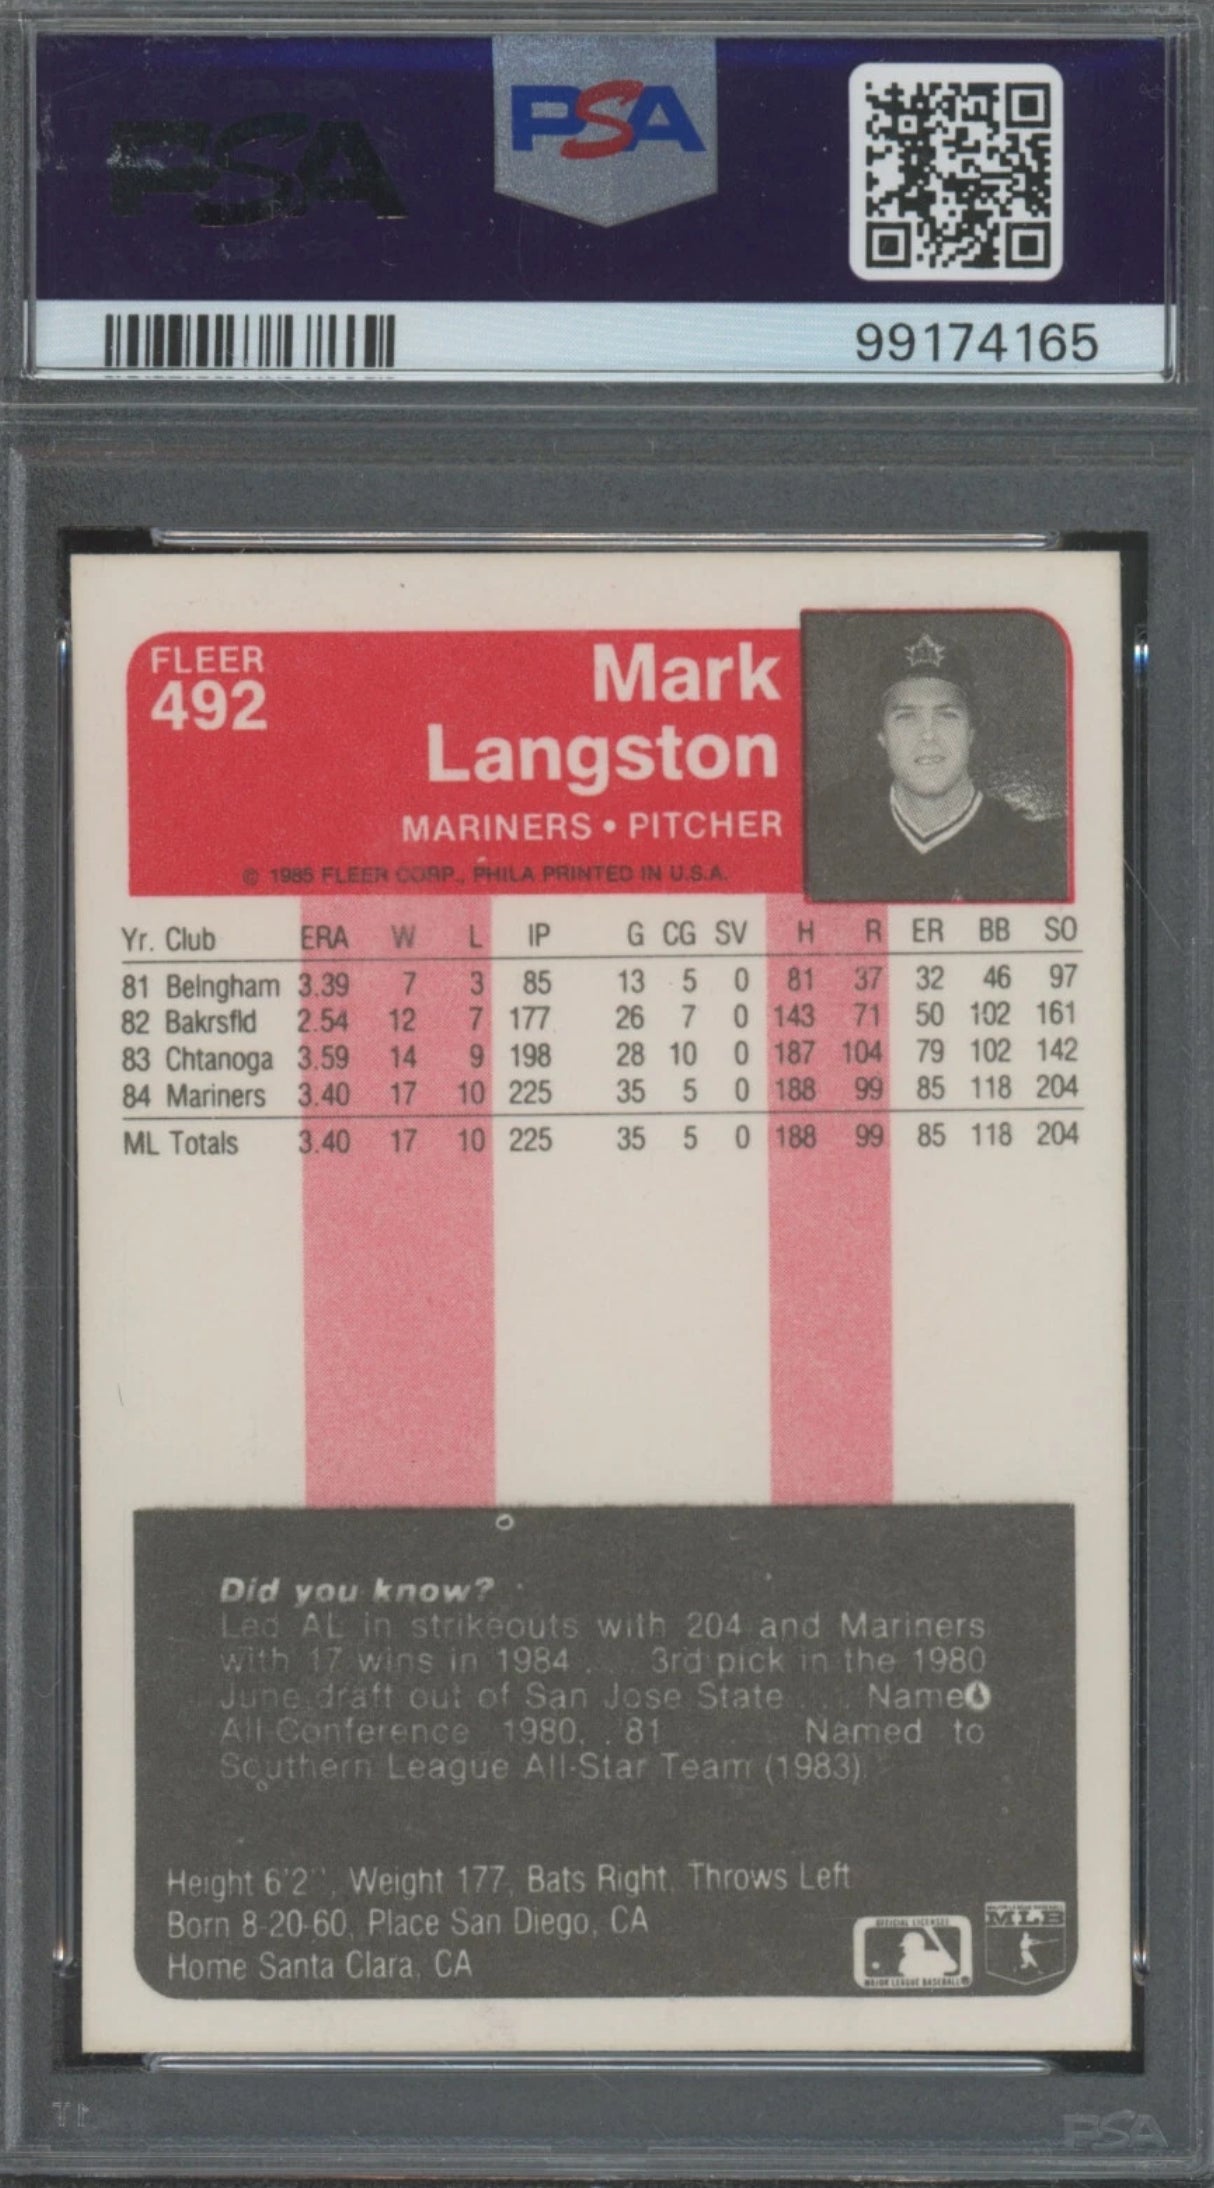 PSA
PSA
99174165
FLEER
492
Mark
Langston
MARINERS • PITCHER
© 1985 FLEER CORP., PHILA PRINTED IN U.S.A.
Yr. Club ERA W L IP G CG SV H R ER BB SO
81 Belngham 3.39 7 3 85 13 5 0 81 37 32 46 97
82 Bakrsfld 2.54 12 7 177 26 7 0 143 71 50 102 161
83 Chtanoga 3.59 14 9 198 28 10 0 187 104 79 102 142
84 Mariners 3.40 17 10 225 35 5 0 188 99 85 118 204
ML Totals 3.40 17 10 225 35 5 0 188 99 85 118 204
Did you know?
Led AL in strikeouts with 204 and Mariners
with 17 wins in 1984 . . . 3rd pick in the 1980
June draft out of San Jose State . . . Named
All-Conference 1980, 81 . . . Named to
Southern League All-Star Team (1983).
Height 6'2", Weight 177, Bats Right, Throws Left
Born 8-20-60, Place San Diego, CA
Home Santa Clara, CA
OFFICIAL LICENSEE
MAJOR LEAGUE BASEBALL
MLB
PSA